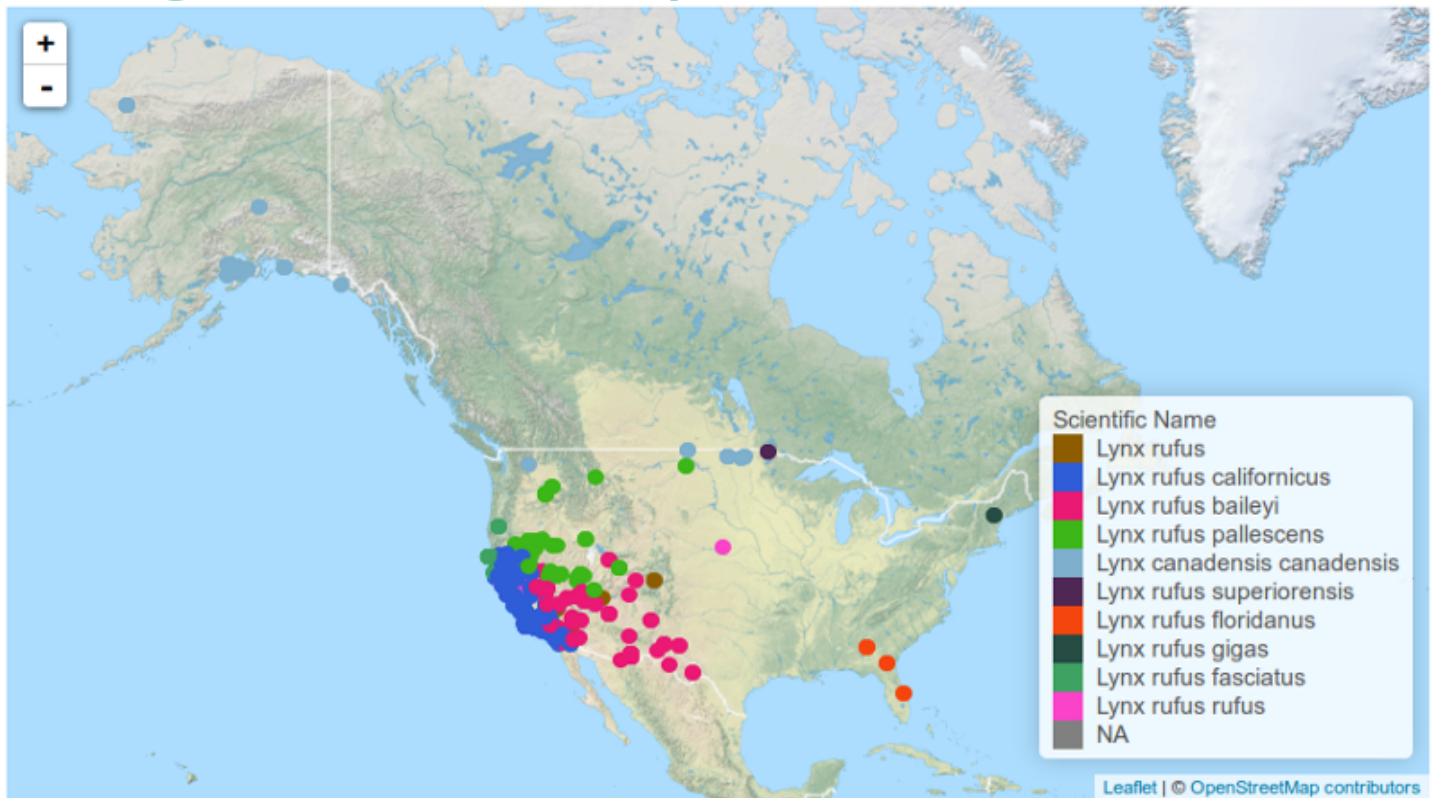 +
-
Scientific Name
Lynx rufus
Lynx rufus californicus
Lynx rufus baileyi
Lynx rufus pallescens
Lynx canadensis canadensis
Lynx rufus superiorensis
Lynx rufus floridanus
Lynx rufus gigas
Lynx rufus fasciatus
Lynx rufus rufus
NA
Leaflet | © OpenStreetMap contributors